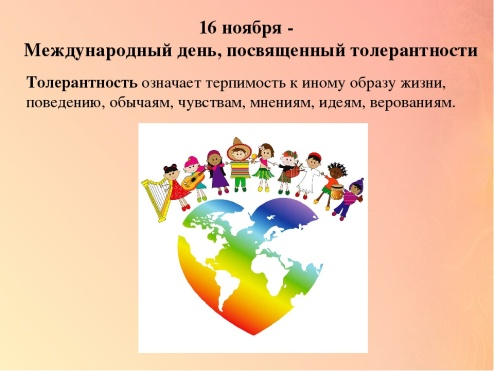 16 ноября -
Международный день, посвященный толерантности
Толерантность означает терпимость к иному образу жизни,
поведению, обычаям, чувствам, мнениям, идеям, верованиям.